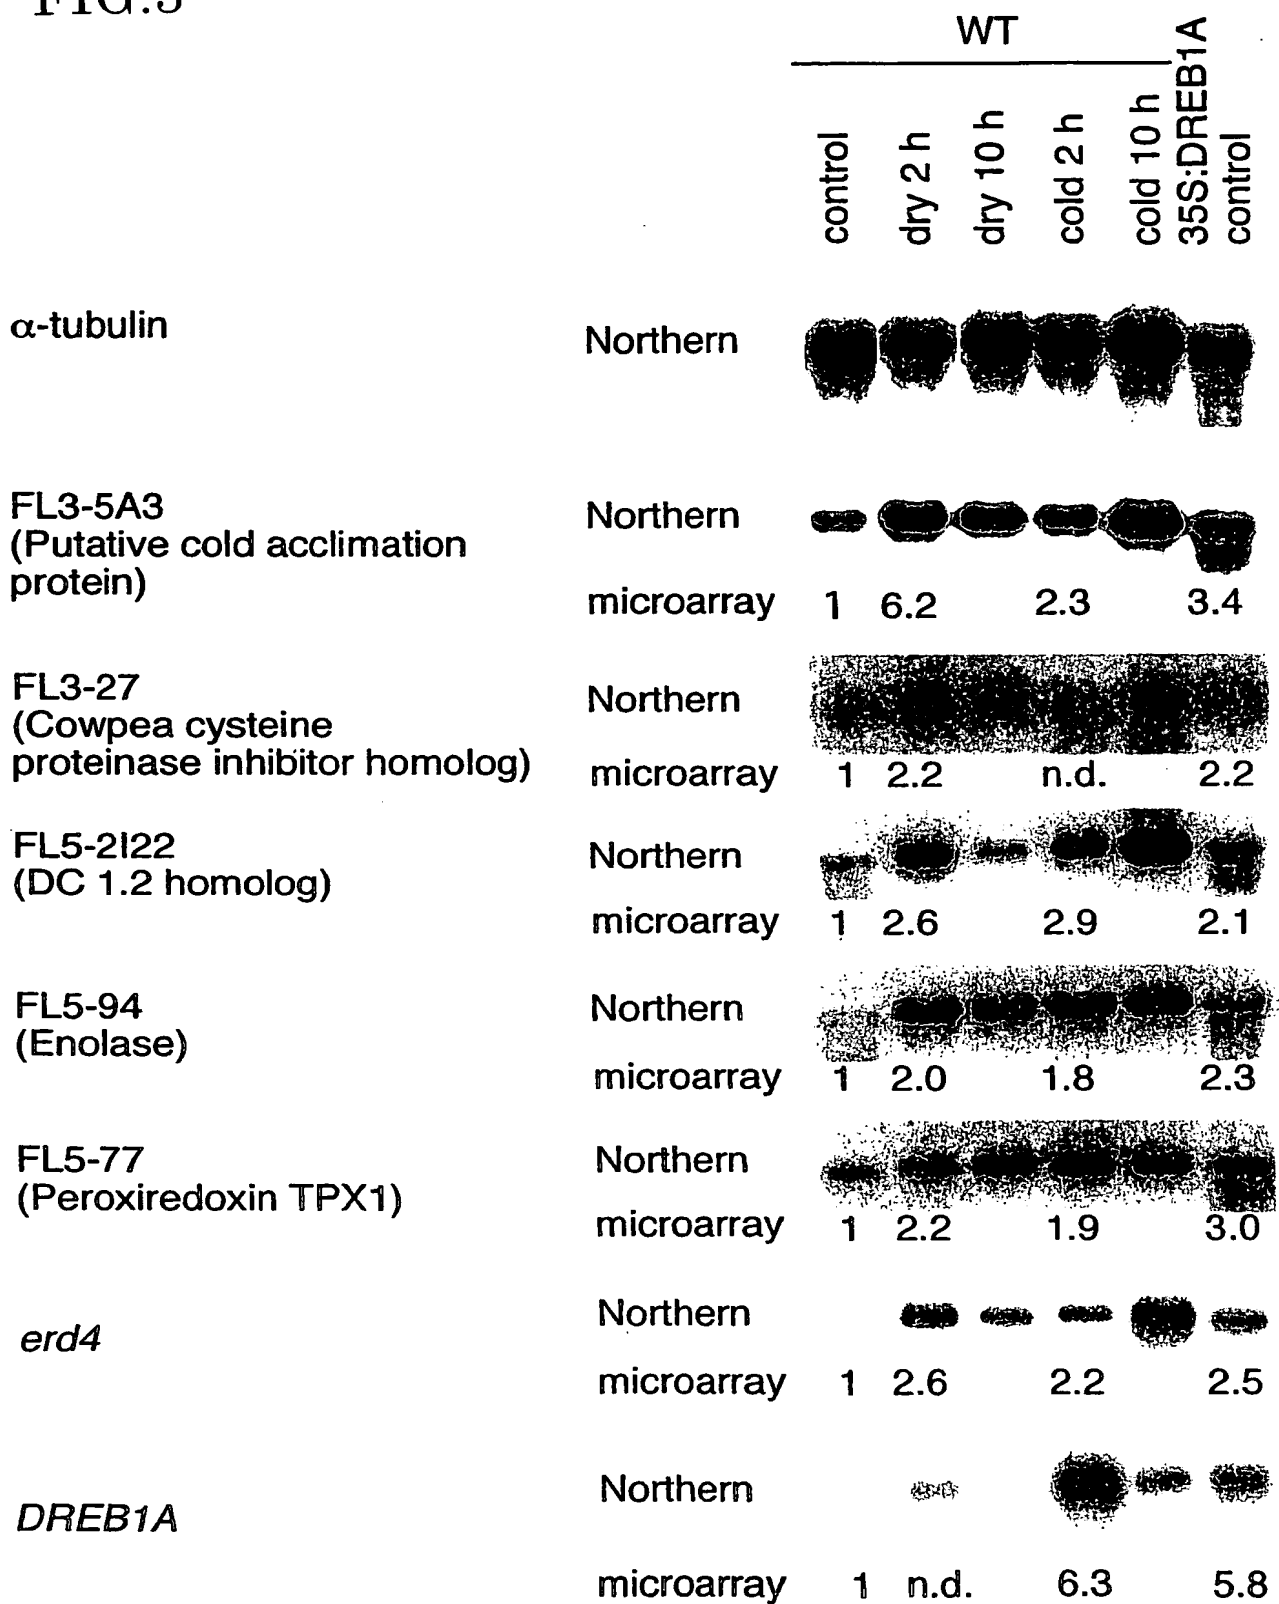 FIG.5
WT
control
dry 2 h
dry 10 h
cold 2 h
cold 10 h
35S:DREB1A
control
α-tubulin
Northern
FL3-5A3
(Putative cold acclimation
protein)
Northern
microarray 1 6.2 2.3 3.4
FL3-27
(Cowpea cysteine
proteinase inhibitor homolog)
Northern
microarray 1 2.2 n.d. 2.2
FL5-2I22
(DC 1.2 homolog)
Northern
microarray 1 2.6 2.9 2.1
FL5-94
(Enolase)
Northern
microarray 1 2.0 1.8 2.3
FL5-77
(Peroxiredoxin TPX1)
Northern
microarray 1 2.2 1.9 3.0
erd4
Northern
microarray 1 2.6 2.2 2.5
DREB1A
Northern
microarray 1 n.d. 6.3 5.8